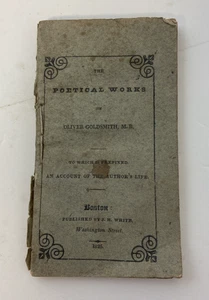 THE
POETICAL WORKS
OF
OLIVER GOLDSMITH, M.B.
TO WHICH IS PREFIXED
AN ACCOUNT OF THE AUTHOR'S LIFE.
Boston:
PUBLISHED BY WHITE,
Washington Street.